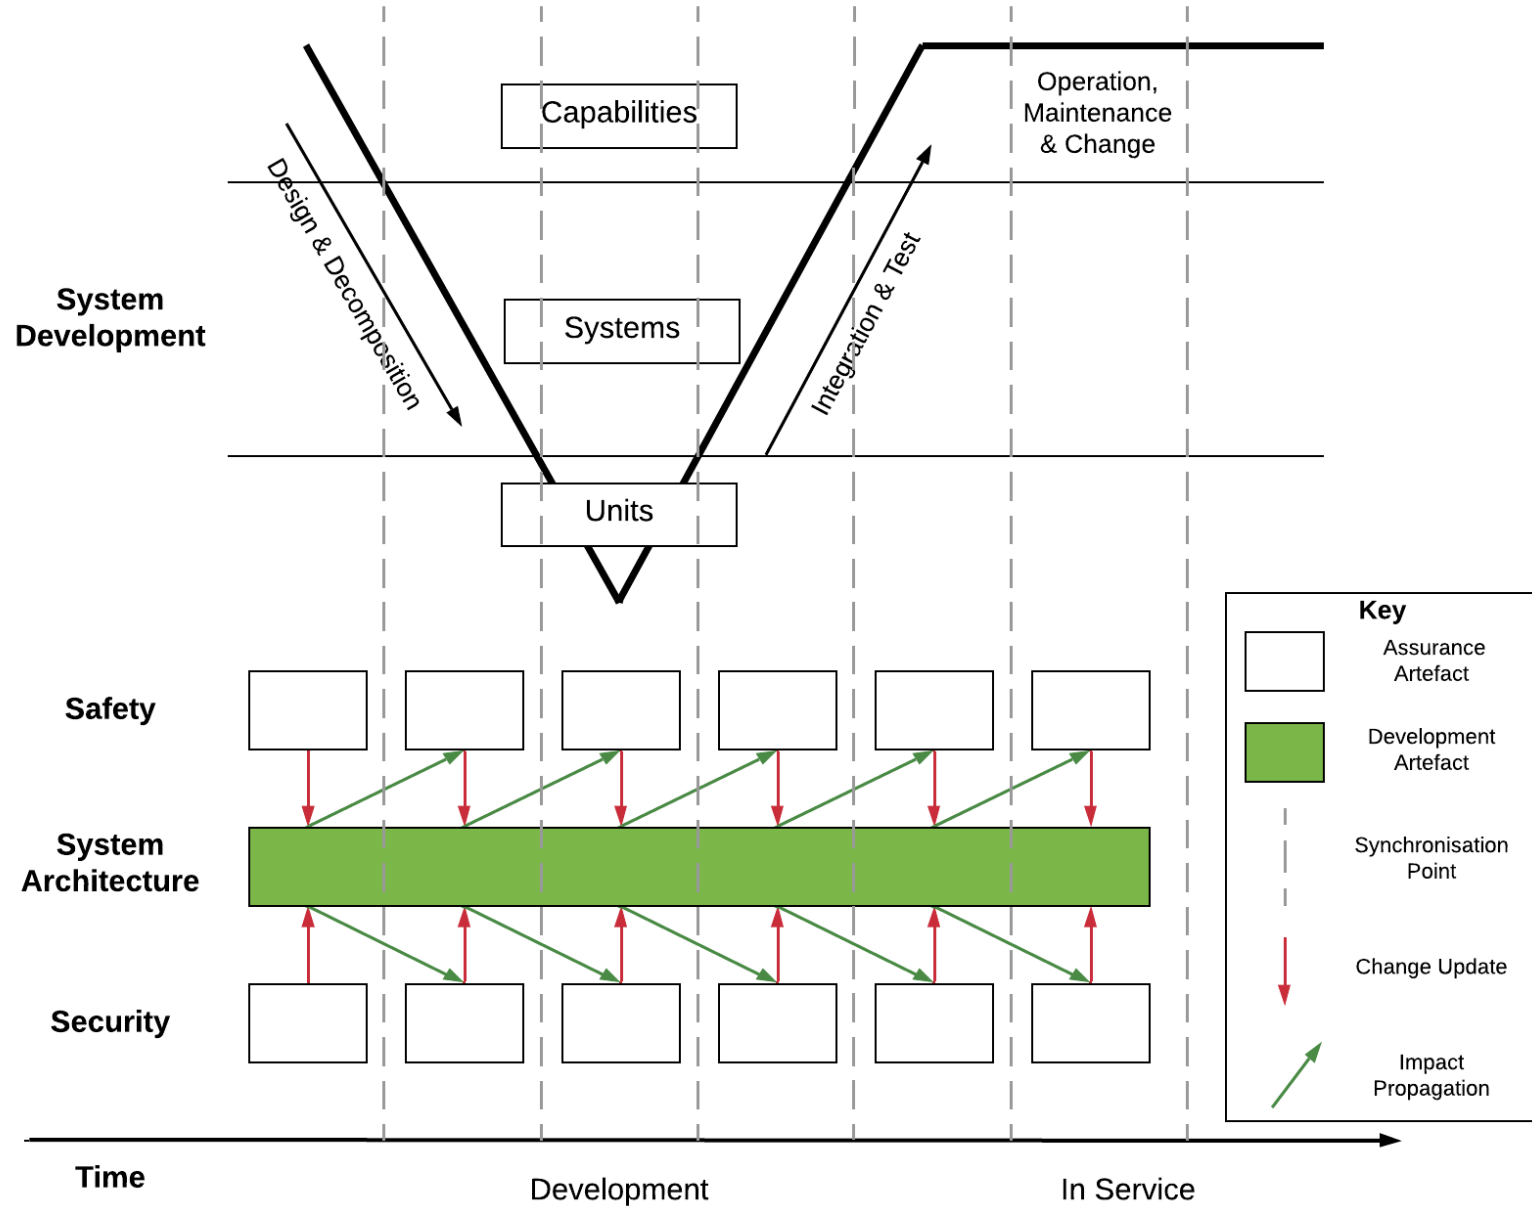 Capabilities
Operation,
Maintenance
& Change
Design & Decomposition
Integration & Test
System
Development
Systems
Units
Key
Assurance
Artefact
Development
Artefact
Synchronisation
Point
Change Update
Impact
Propagation
Safety
System
Architecture
Security
Time
Development
In Service